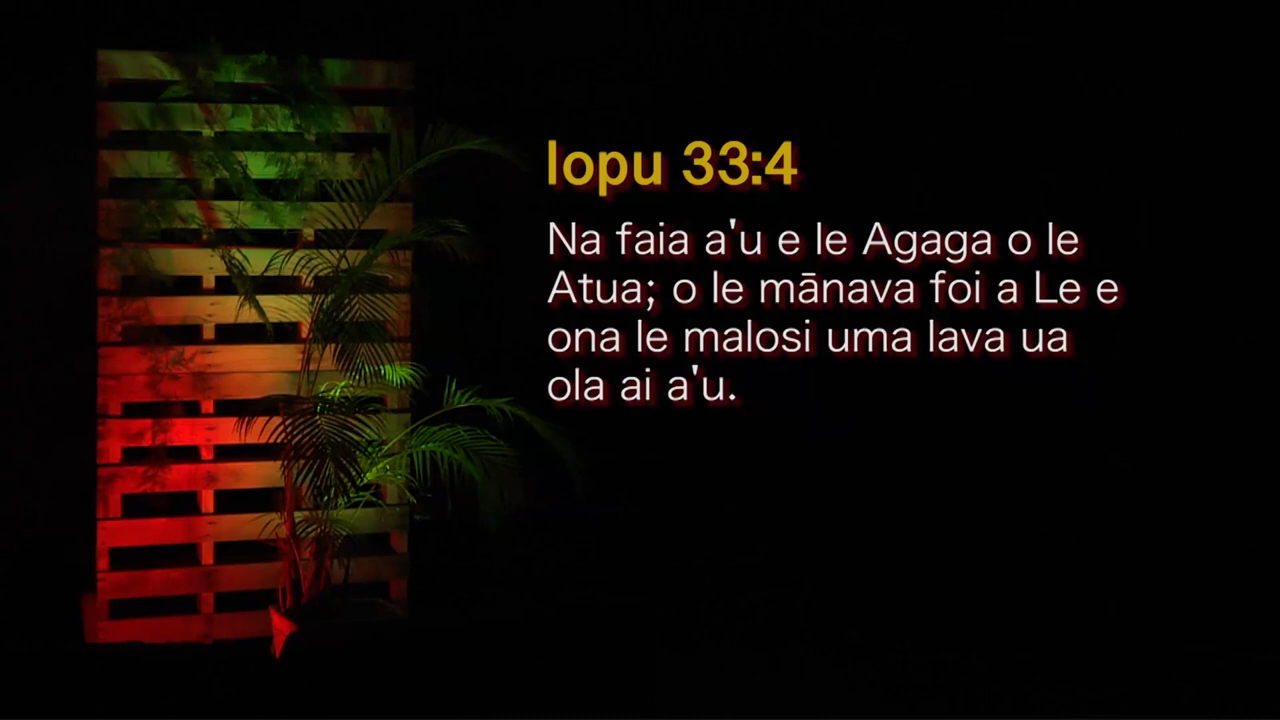 Iopu 33:4
Na faia a'u e le Agaga o le
Atua; o le mānava foi a Le e
ona le malosi uma lava ua
ola ai a'u.